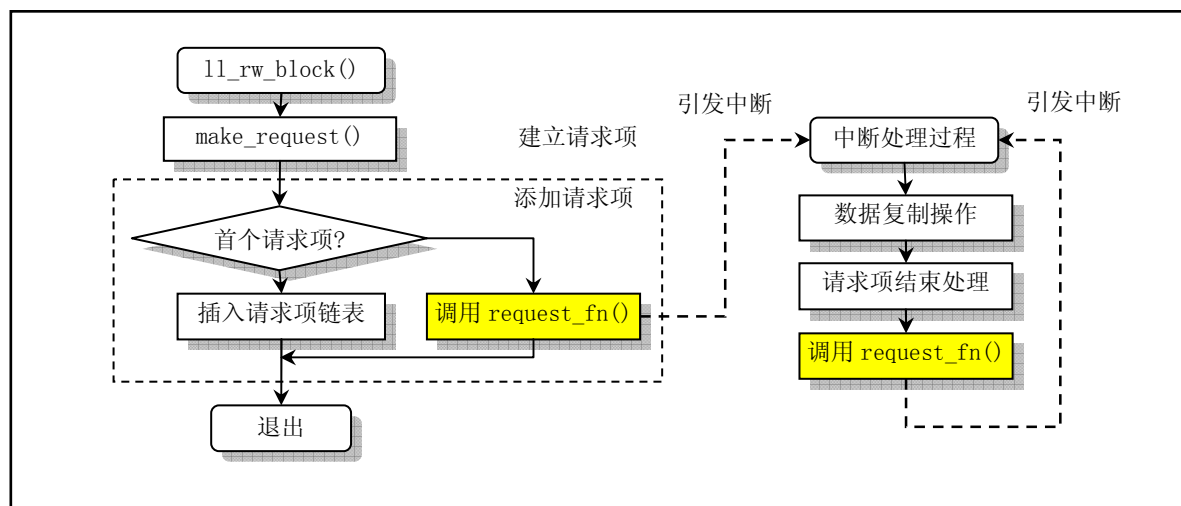 ll_rw_block()
make_request()
建立请求项
添加请求项
首个请求项?
插入请求项链表
调用 request_fn()
退出
引发中断
引发中断
中断处理过程
数据复制操作
请求项结束处理
调用 request_fn()